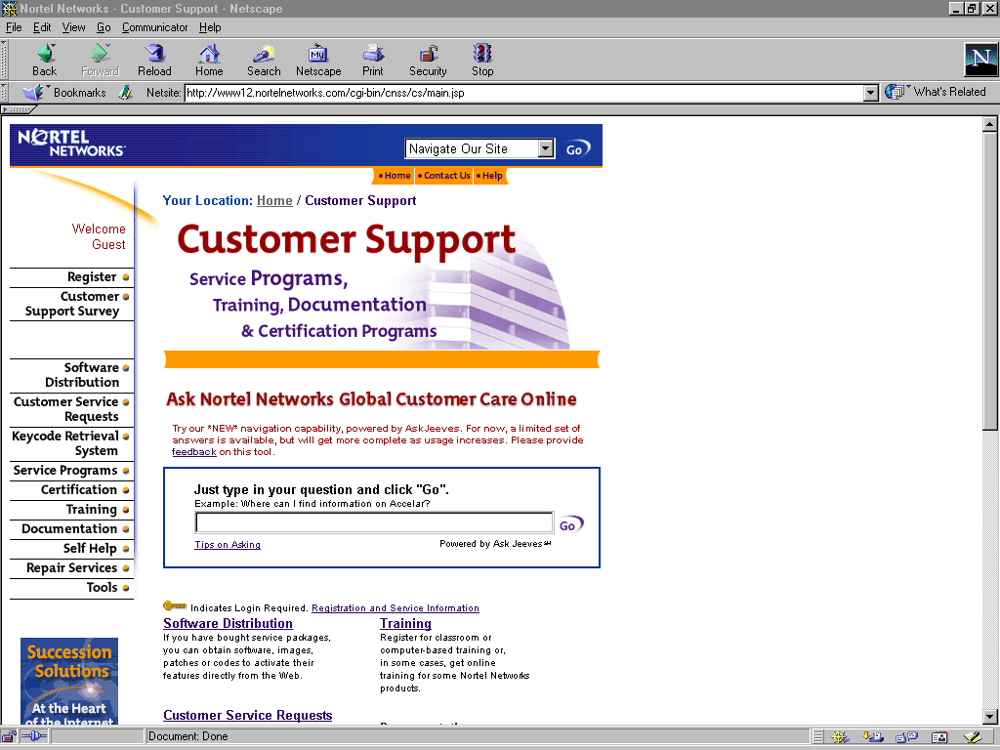 Nortel Networks - Customer Support - Netscape
File Edit View Go Communicator Help
Back Forward Reload Home Search Netscape Print Security Stop
My
N
Bookmarks Netsite: http://www12.nortelnetworks.com/cgi-bin/cnss/cs/main.jsp What's Related
NORTEL
NETWORKS
Navigate Our Site Go
• Home • Contact Us • Help
Your Location: Home / Customer Support
Welcome
Guest
Register
Customer
Support Survey
Software
Distribution
Customer Service
Requests
Keycode Retrieval
System
Service Programs
Certification
Training
Documentation
Self Help
Repair Services
Tools
Succession
Solutions
At the Heart
of the Internet
Customer Support
Service Programs,
Training, Documentation
& Certification Programs
Ask Nortel Networks Global Customer Care Online
Try our *NEW* navigation capability, powered by AskJeeves. For now, a limited set of
answers is available, but will get more complete as usage increases. Please provide
feedback on this tool.
Just type in your question and click "Go".
Example: Where can I find information on Accelar?
Go
Tips on Asking Powered by Ask Jeeves℠
Indicates Login Required. Registration and Service Information
Software Distribution
If you have bought service packages,
you can obtain software, images,
patches or codes to activate their
features directly from the Web.
Training
Register for classroom or
computer-based training or,
in some cases, get online
training for some Nortel Networks
products.
Customer Service Requests
Document: Done